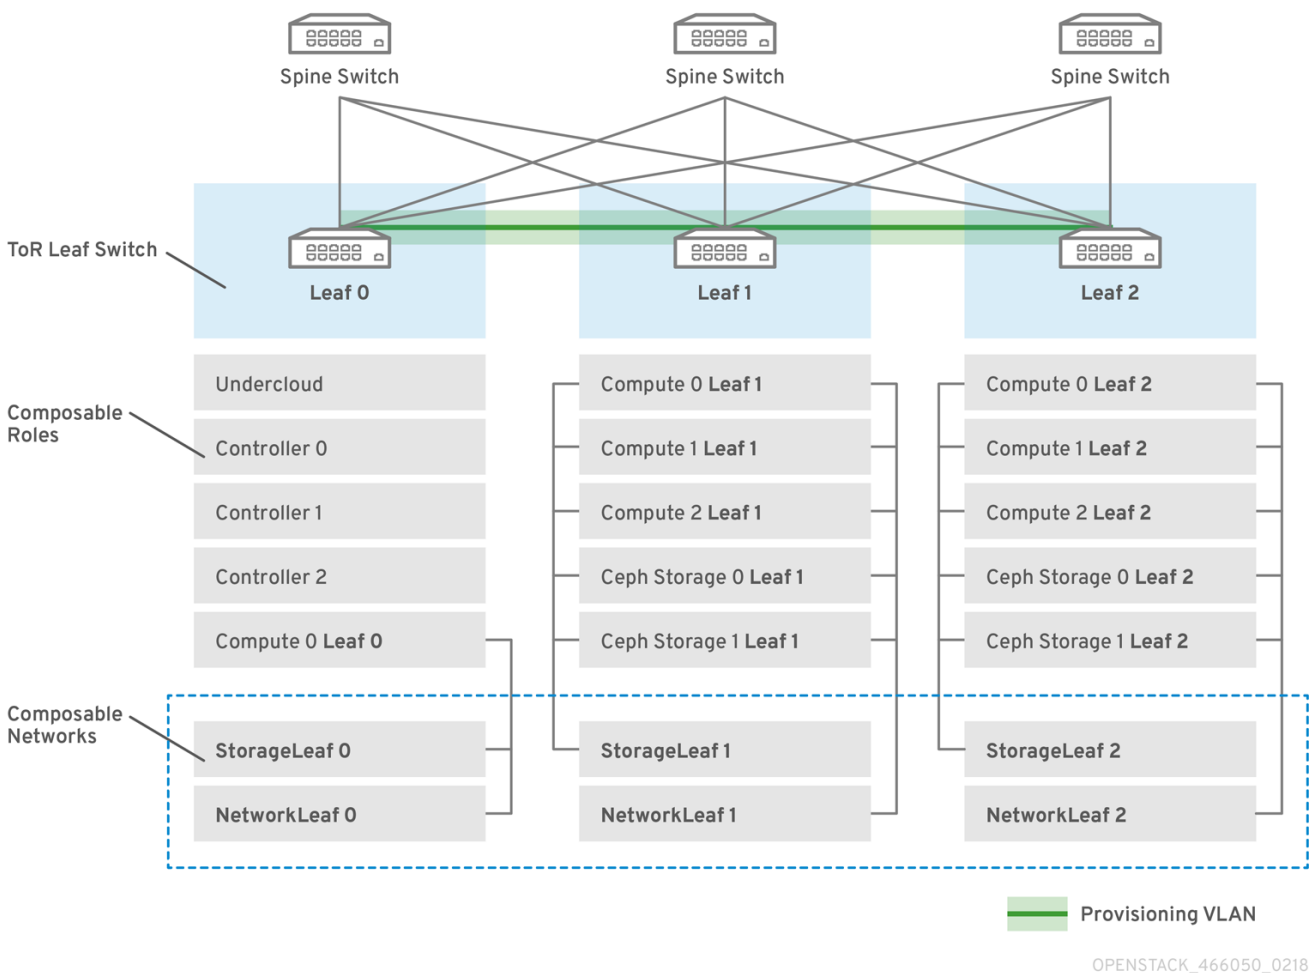 Spine Switch
Spine Switch
Spine Switch
ToR Leaf Switch
Leaf 0
Leaf 1
Leaf 2
Composable
Roles
Undercloud
Controller 0
Controller 1
Controller 2
Compute 0 Leaf 0
Compute 0 Leaf 1
Compute 1 Leaf 1
Compute 2 Leaf 1
Ceph Storage 0 Leaf 1
Ceph Storage 1 Leaf 1
Compute 0 Leaf 2
Compute 1 Leaf 2
Compute 2 Leaf 2
Ceph Storage 0 Leaf 2
Ceph Storage 1 Leaf 2
Composable
Networks
StorageLeaf 0
NetworkLeaf 0
StorageLeaf 1
NetworkLeaf 1
StorageLeaf 2
NetworkLeaf 2
Provisioning VLAN
OPENSTACK_466050_0218